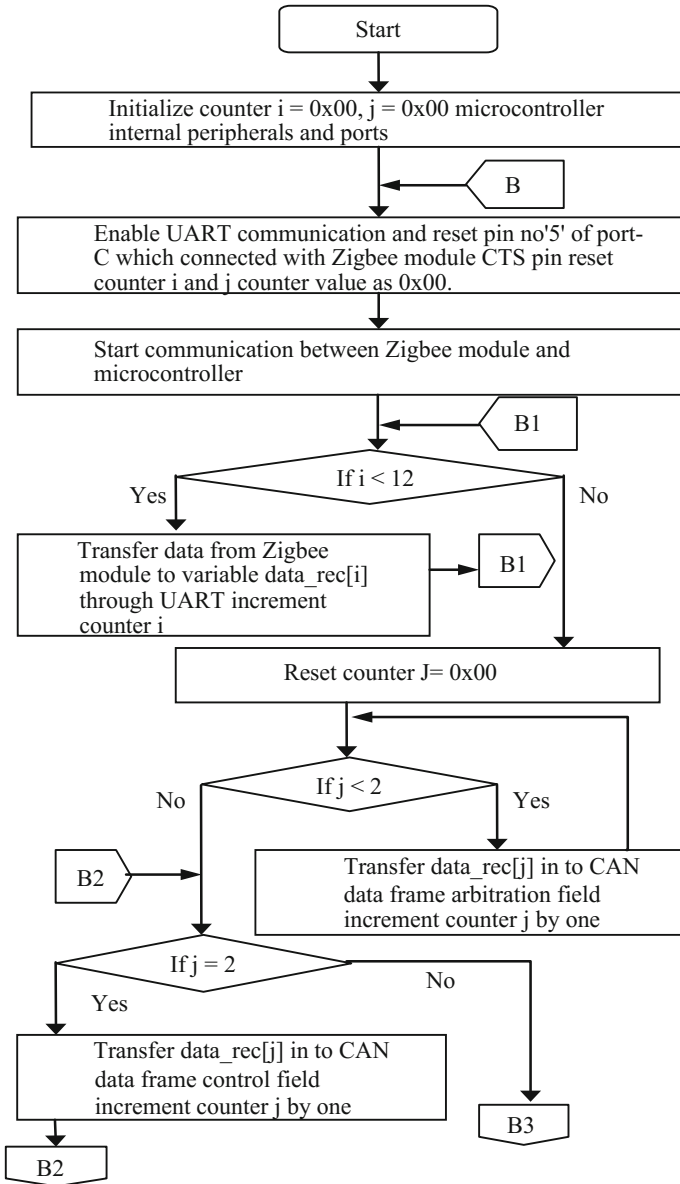 Start
Initialize counter i = 0x00, j = 0x00 microcontroller
internal peripherals and ports
B
Enable UART communication and reset pin no'5' of port-
C which connected with Zigbee module CTS pin reset
counter i and j counter value as 0x00.
Start communication between Zigbee module and
microcontroller
B1
If i < 12
Yes
No
Transfer data from Zigbee
module to variable data_rec[i]
through UART increment
counter i
B1
Reset counter J= 0x00
If j < 2
No
Yes
B2
Transfer data_rec[j] in to CAN
data frame arbitration field
increment counter j by one
If j = 2
Yes
No
Transfer data_rec[j] in to CAN
data frame control field
increment counter j by one
B3
B2